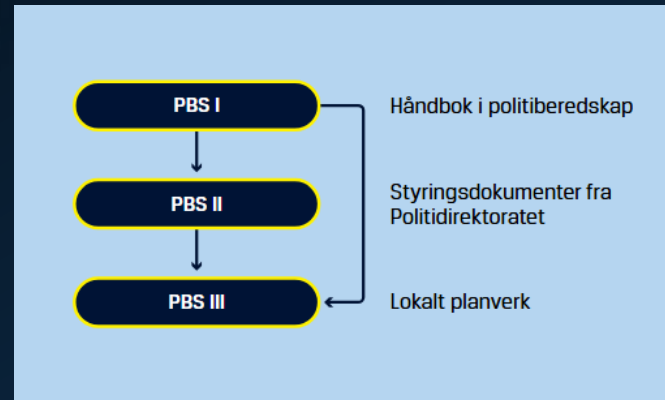 PBS I
Håndbok i politiberedskap
PBS II
Styringsdokumenter fra
Politidirektoratet
PBS III
Lokalt planverk